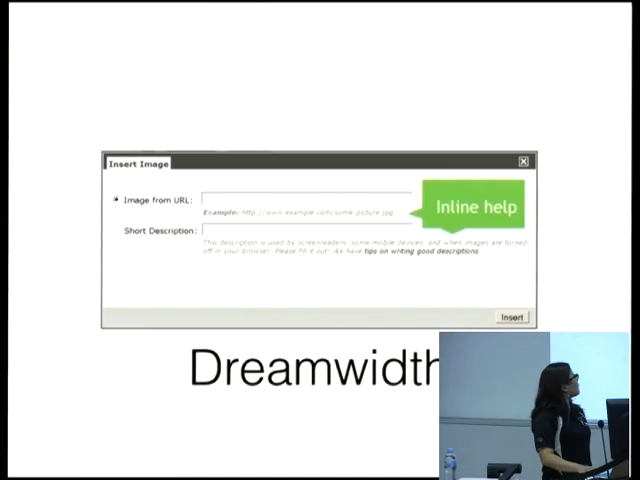 Insert Image
Image from URL:
Example: http://www.example.com/some-picture.jpg
Inline help
Short Description:
This description is used by screenreaders, some mobile devices, and when images are turned
off in your browser. Please fill it out! We have tips on writing good descriptions
Insert
Dreamwidth